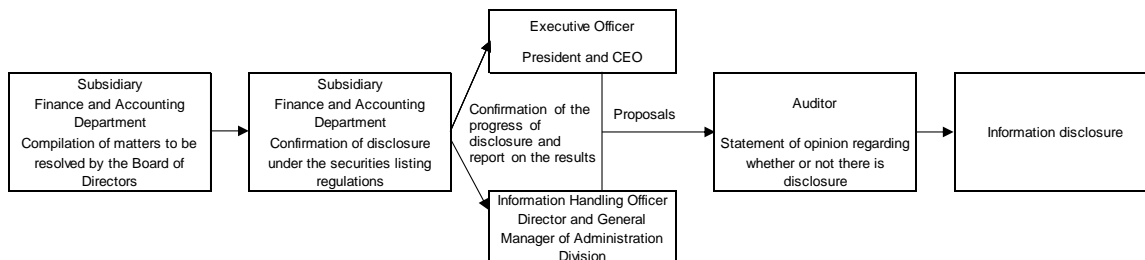 Subsidiary
Finance and Accounting
Department
Compilation of matters to be
resolved by the Board of
Directors
Subsidiary
Finance and Accounting
Department
Confirmation of disclosure
under the securities listing
regulations
Executive Officer
President and CEO
Confirmation of the
progress of
disclosure and
report on the results
Proposals
Information Handling Officer
Director and General
Manager of Administration
Division
Auditor
Statement of opinion regarding
whether or not there is
disclosure
Information disclosure